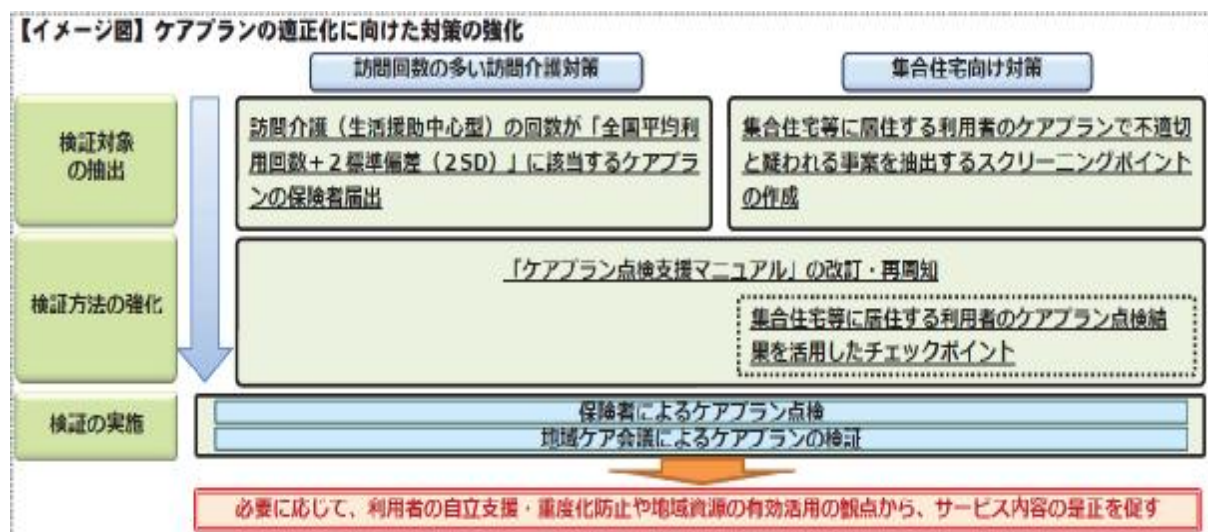 【イメージ図】ケアプランの適正化に向けた対策の強化
訪問回数の多い訪問介護対策
集合住宅向け対策
検証対象
の抽出
訪問介護（生活援助中心型）の回数が「全国平均利
用回数＋２標準偏差（２SD）」に該当するケアプラ
ンの保険者届出
集合住宅等に居住する利用者のケアプランで不適切
と疑われる事案を抽出するスクリーニングポイント
の作成
検証方法の強化
「ケアプラン点検支援マニュアル」の改訂・再周知
集合住宅等に居住する利用者のケアプラン点検結
果を活用したチェックポイント
検証の実施
保険者によるケアプラン点検
地域ケア会議によるケアプランの検証
必要に応じて、利用者の自立支援・重度化防止や地域資源の有効活用の観点から、サービス内容の是正を促す